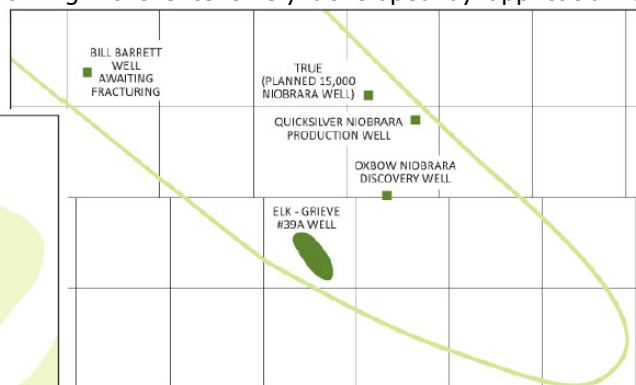 BILL BARRETT
WELL
AWAITING
FRACTURING
TRUE
(PLANNED 15,000
NIOBRARA WELL)
QUICKSILVER NIOBRARA
PRODUCTION WELL
OXBOW NIOBRARA
DISCOVERY WELL
ELK - GRIEVE
#39A WELL